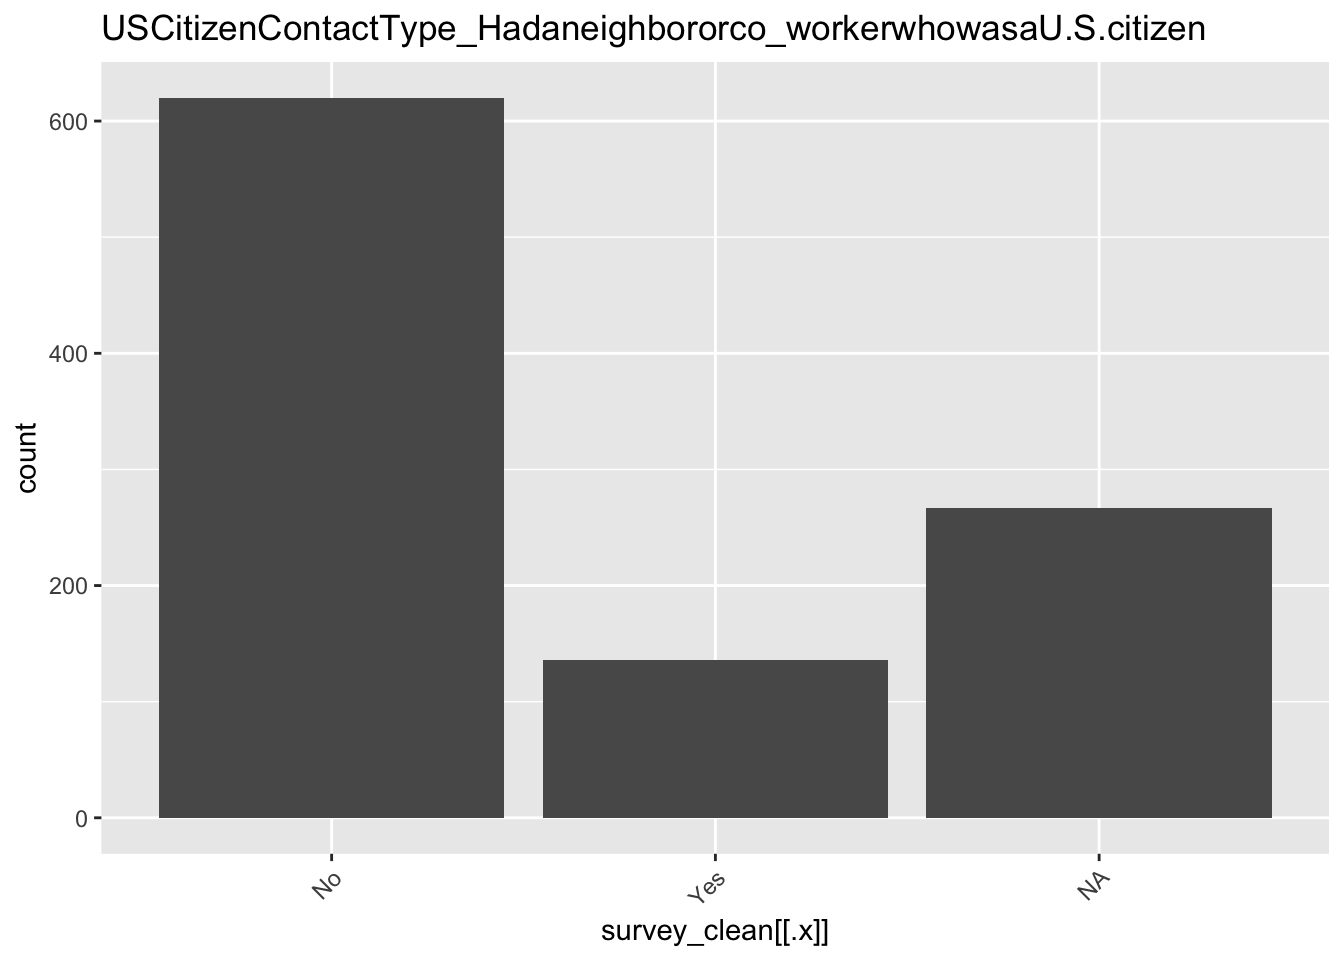 USCitizenContactType_Hadaneighbororco_workerwhowasaU.S.citizen
600
400
200
0
count
No
Yes
NA
survey_clean[[.x]]